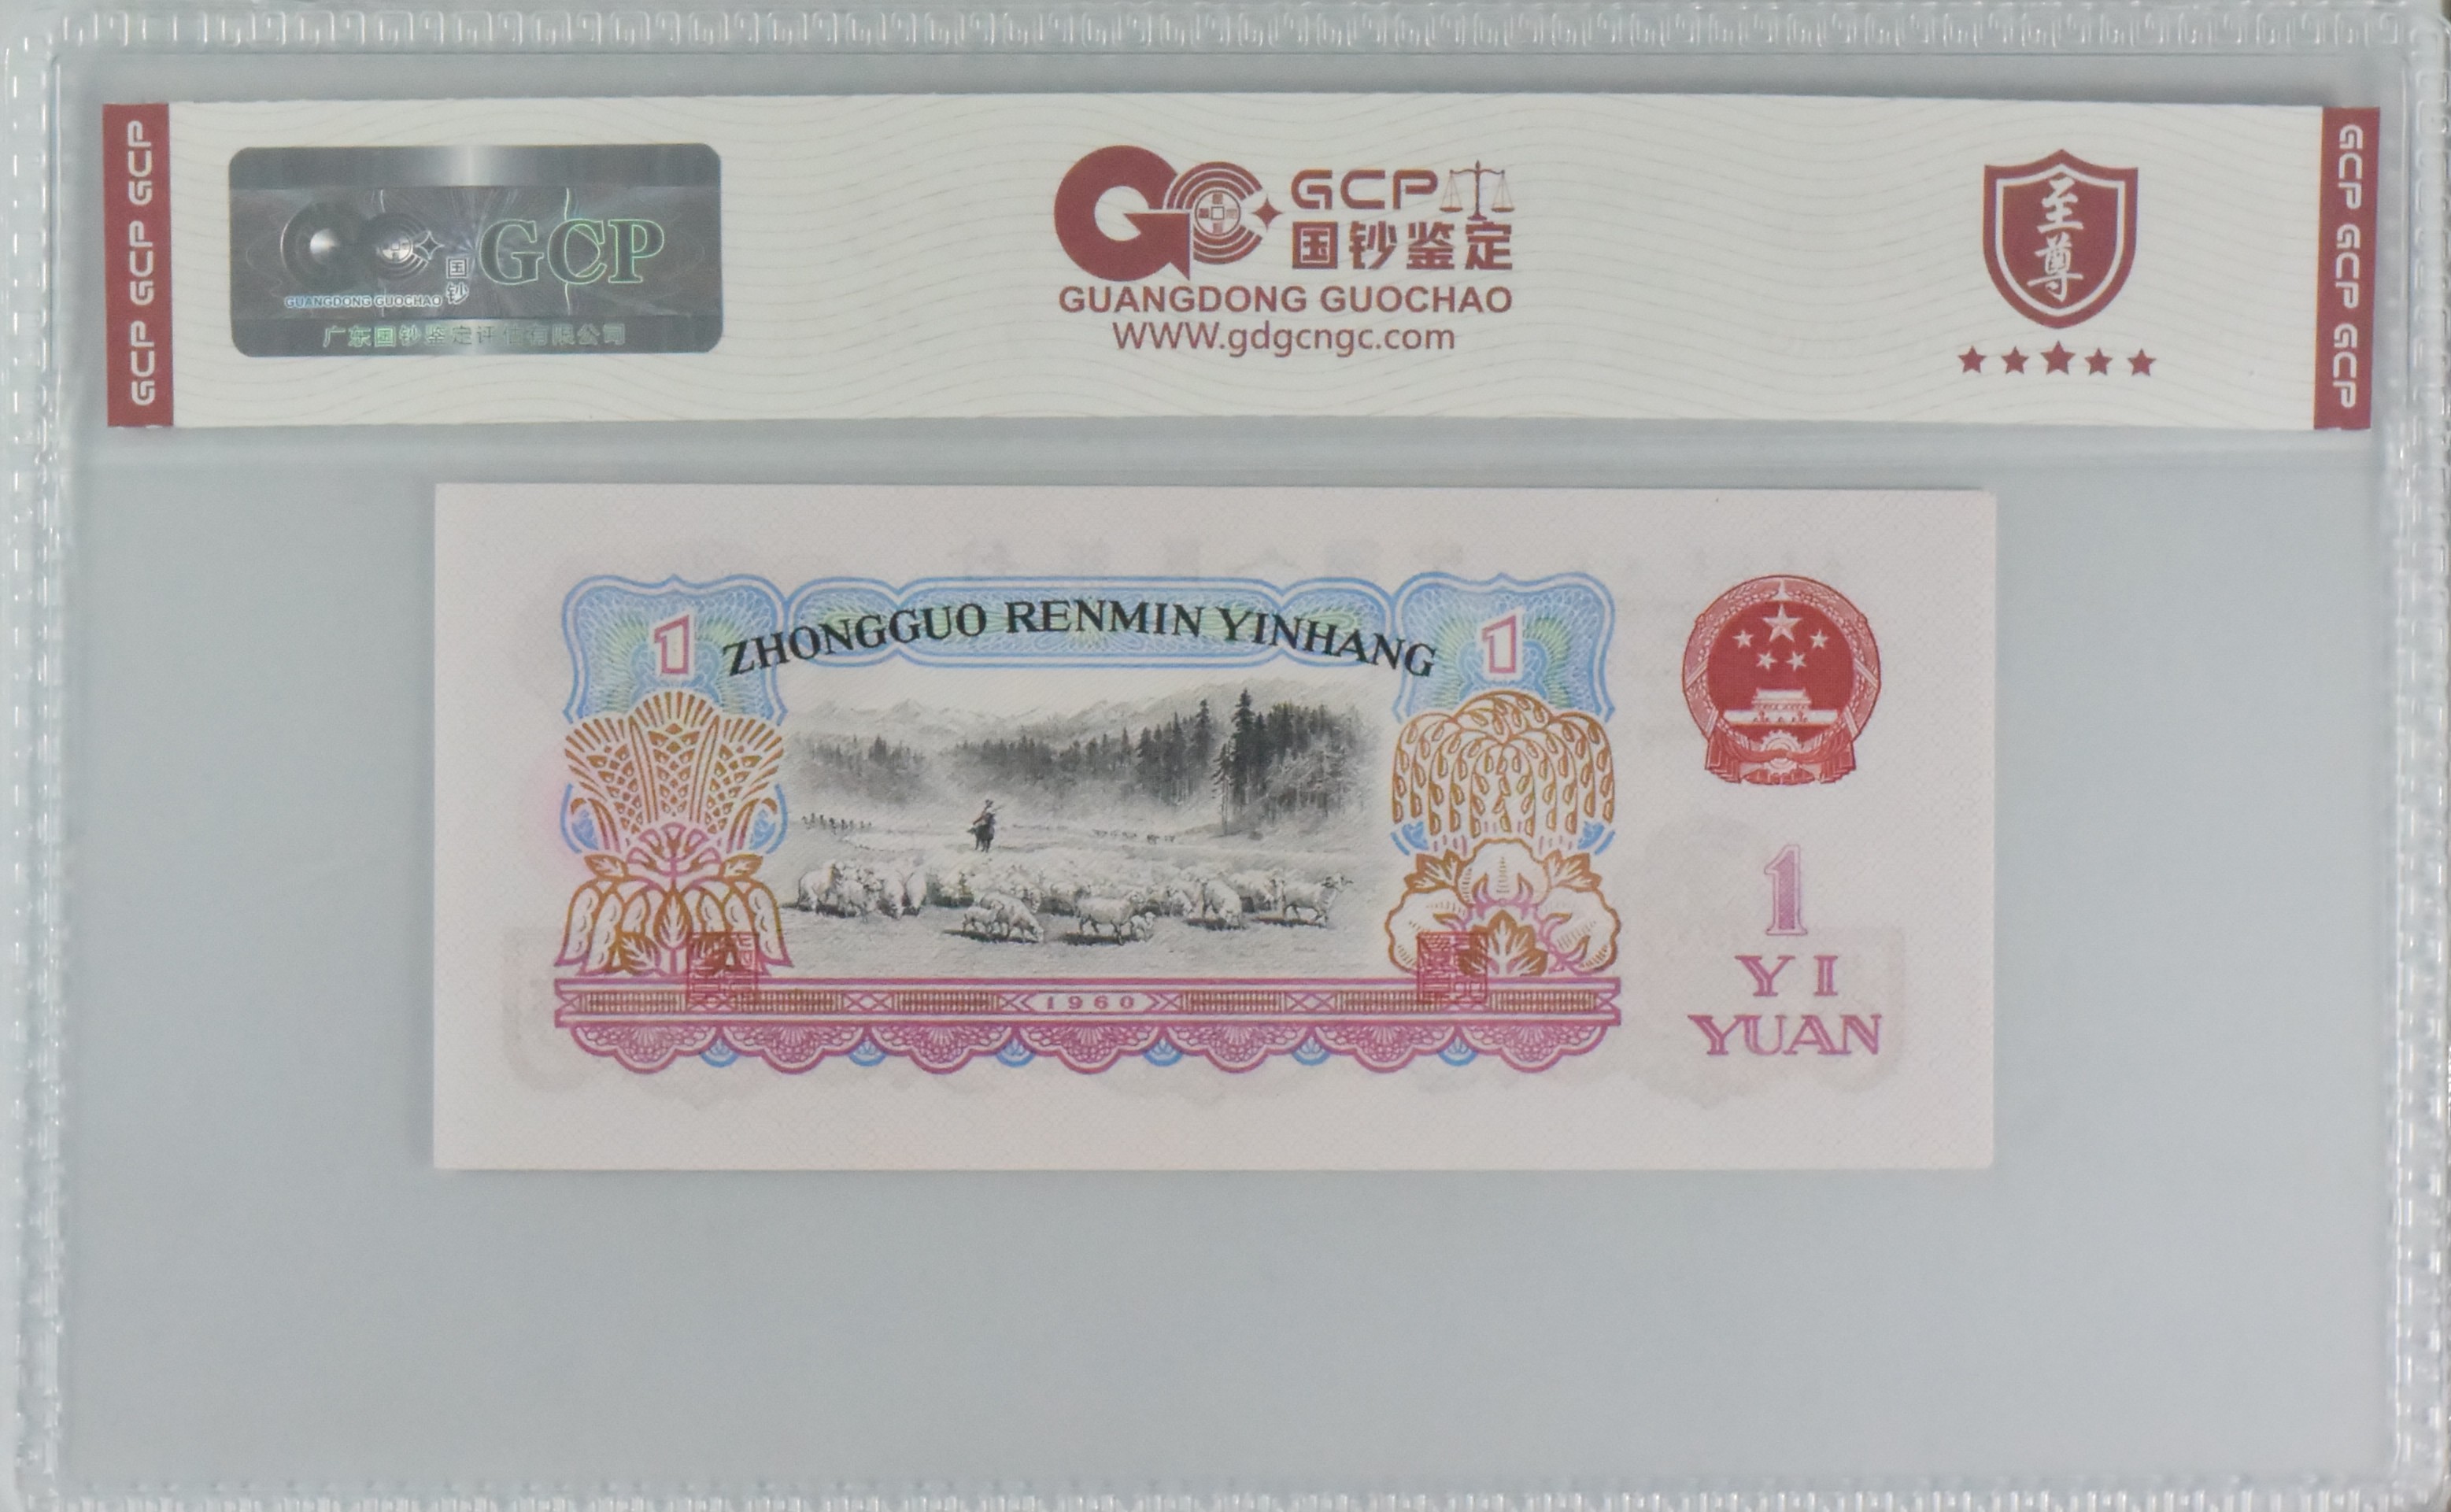 GCP GCP GCP
GCP
国钞
GUANGDONG GUOCHAO
广东国钞鉴定评估有限公司
GCP
国钞鉴定
GUANGDONG GUOCHAO
WWW.gdgcngc.com
至尊
GCP GCP GCP
1
ZHONGGUO RENMIN YINHANG
1
1
YI
YUAN
1960